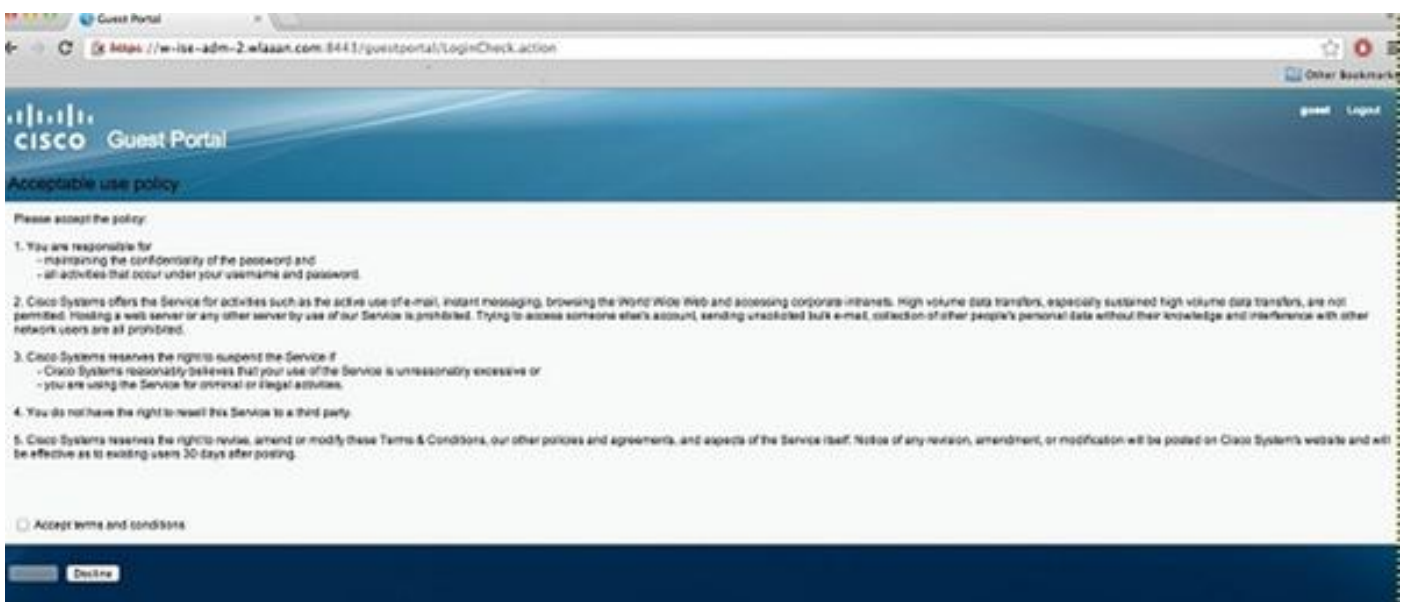 Guest Portal
https://w-ise-adm-2.wlaaan.com:8443/guestportal/LoginCheck.action
Other Bookmarks
CISCO Guest Portal
guest Logout
Acceptable use policy
Please accept the policy:
1. You are responsible for
- maintaining the confidentiality of the password and
- all activities that occur under your username and password.
2. Cisco Systems offers the Service for activities such as the active use of e-mail, instant messaging, browsing the World Wide Web and accessing corporate intranets. High volume data transfers, especially sustained high volume data transfers, are not
permitted. Hosting a web server or any other server by use of our Service is prohibited. Trying to access someone else's account, sending unsolicited bulk e-mail, collection of other people's personal data without their knowledge and interference with other
network users are all prohibited.
3. Cisco Systems reserves the right to suspend the Service if
- Cisco Systems reasonably believes that your use of the Service is unreasonably excessive or
- you are using the Service for criminal or illegal activities.
4. You do not have the right to resell this Service to a third party.
5. Cisco Systems reserves the right to revise, amend or modify these Terms & Conditions, our other policies and agreements, and aspects of the Service itself. Notice of any revision, amendment, or modification will be posted on Cisco System's website and will
be effective as to existing users 30 days after posting.
Accept terms and conditions
Decline